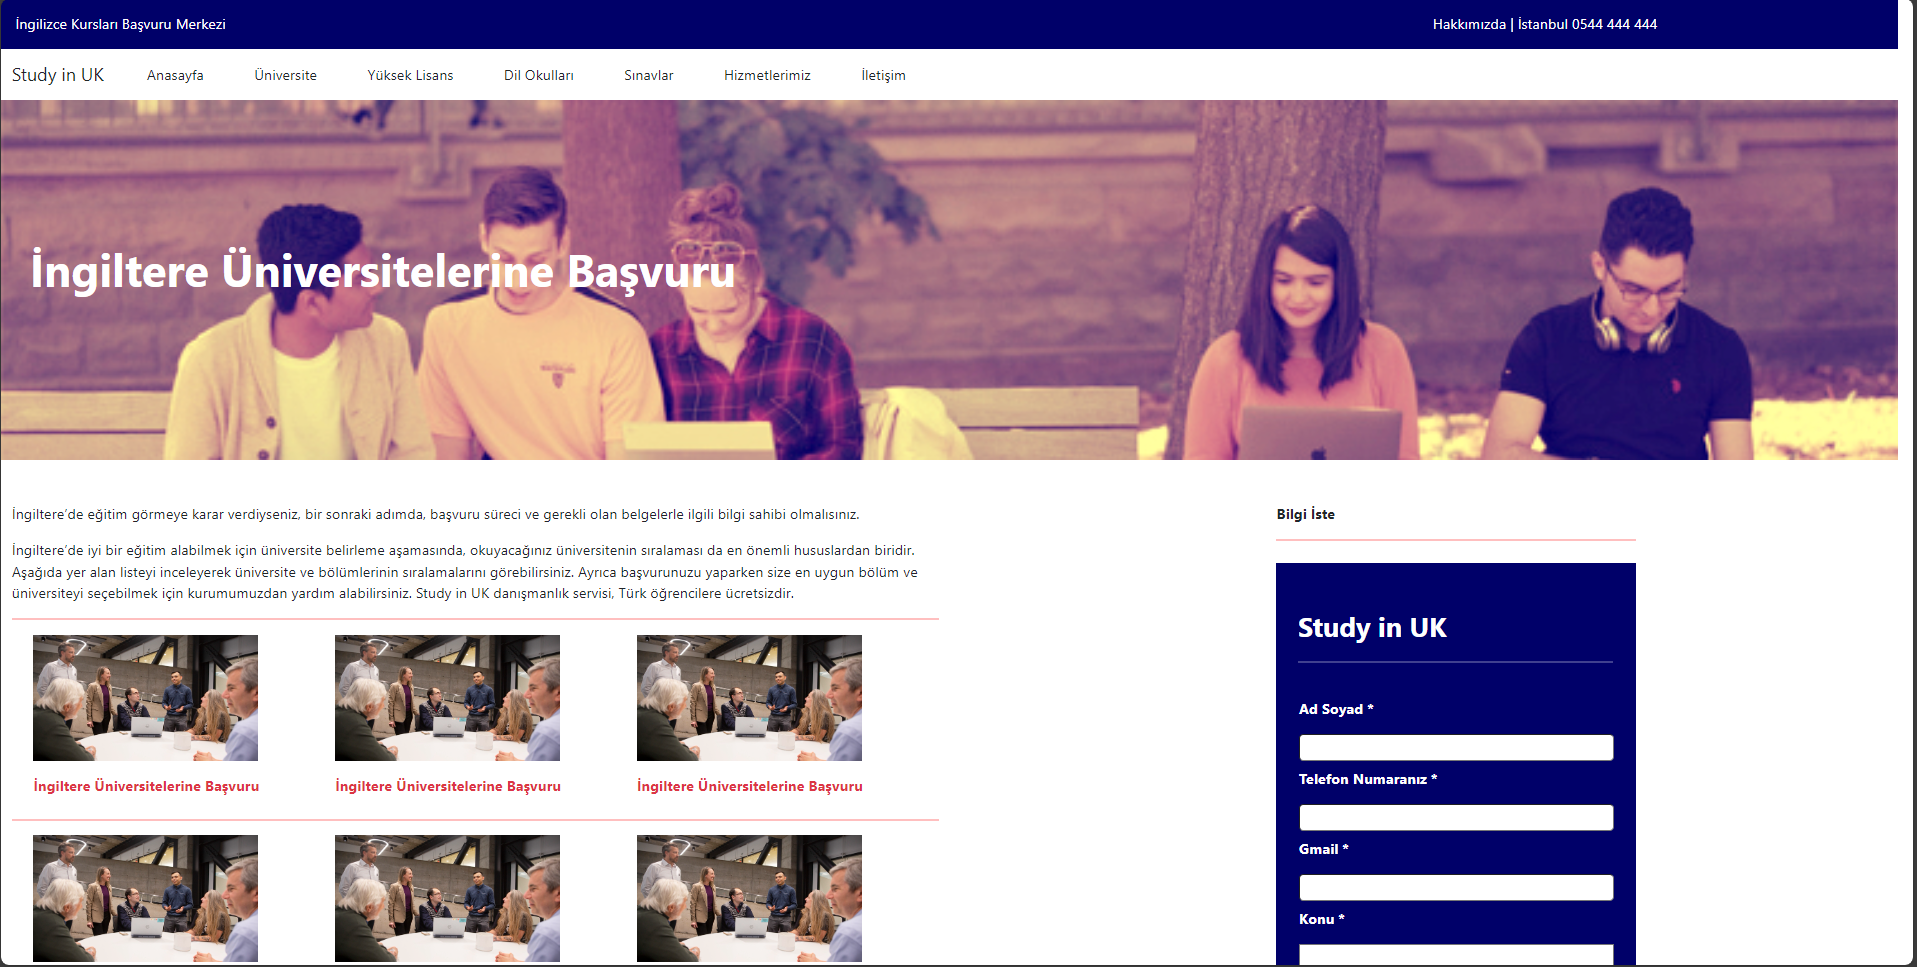 İngilizce Kursları Başvuru Merkezi
Hakkımızda | İstanbul 0544 444 444
Study in UK
Anasayfa
Üniversite
Yüksek Lisans
Dil Okulları
Sınavlar
Hizmetlerimiz
İletişim
İngiltere Üniversitelerine Başvuru
İngiltere'de eğitim görmeye karar verdiyseniz, bir sonraki adımda, başvuru süreci ve gerekli olan belgelerle ilgili bilgi sahibi olmalısınız.
İngiltere'de iyi bir eğitim alabilmek için üniversite belirleme aşamasında, okuyacağınız üniversitenin sıralaması da en önemli hususlardan biridir.
Aşağıda yer alan listeyi inceleyerek üniversite ve bölümlerinin sıralamalarını görebilirsiniz. Ayrıca başvurunuzu yaparken size en uygun bölüm ve
üniversiteyi seçebilmek için kurumumuzdan yardım alabilirsiniz. Study in UK danışmanlık servisi, Türk öğrencilere ücretsizdir.
İngiltere Üniversitelerine Başvuru
İngiltere Üniversitelerine Başvuru
İngiltere Üniversitelerine Başvuru
Bilgi İste
Study in UK
Ad Soyad *
Telefon Numaranız *
Gmail *
Konu *